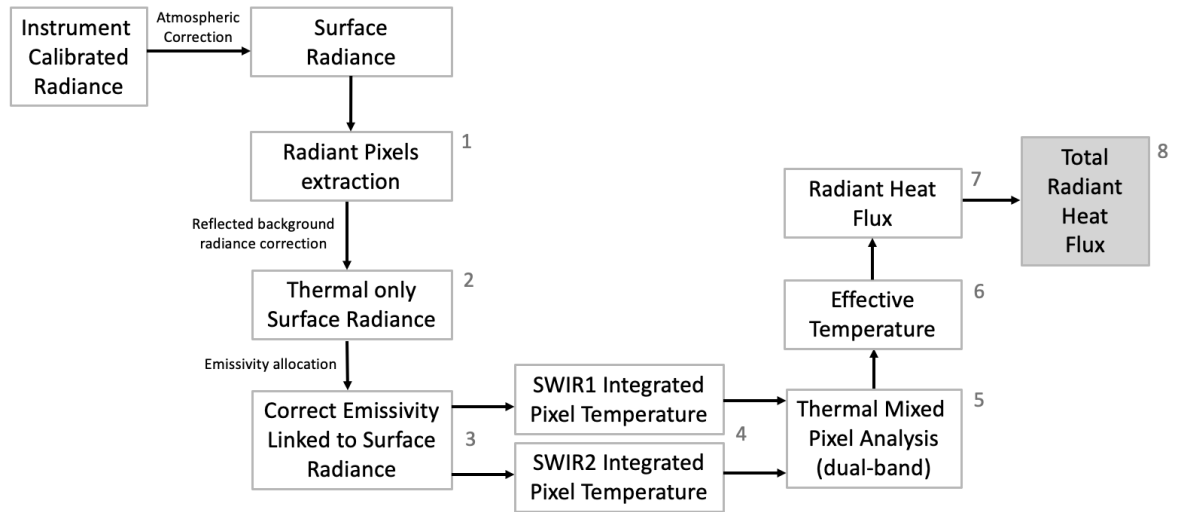 Instrument
Calibrated
Radiance
Atmospheric
Correction
Surface
Radiance
Radiant Pixels
extraction
1
Reflected background
radiance correction
Thermal only
Surface Radiance
2
Emissivity allocation
Correct Emissivity
Linked to Surface
Radiance
3
SWIR1 Integrated
Pixel Temperature
SWIR2 Integrated
Pixel Temperature
4
Thermal Mixed
Pixel Analysis
(dual-band)
5
Effective
Temperature
6
Radiant Heat
Flux
7
Total
Radiant
Heat
Flux
8